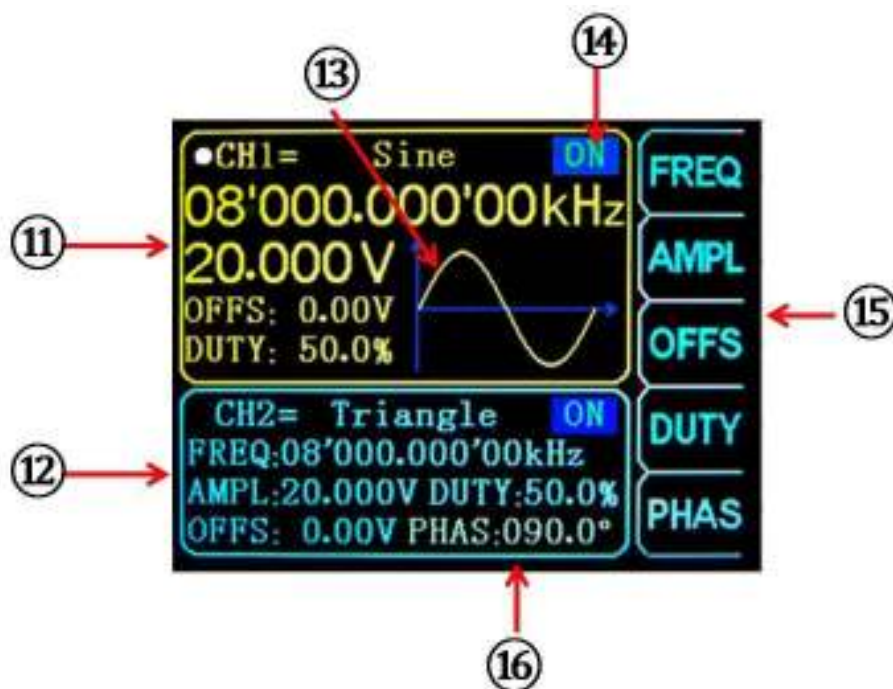 ⑭
⑬
CH1= Sine ON
08'000.000'00kHz
⑪
20.000V
OFFS: 0.00V
DUTY: 50.0%
FREQ
AMPL
OFFS
DUTY
PHAS
⑮
CH2= Triangle ON
FREQ:08'000.000'00kHz
⑫
AMPL:20.000V DUTY:50.0%
OFFS: 0.00V PHAS:090.0°
⑯